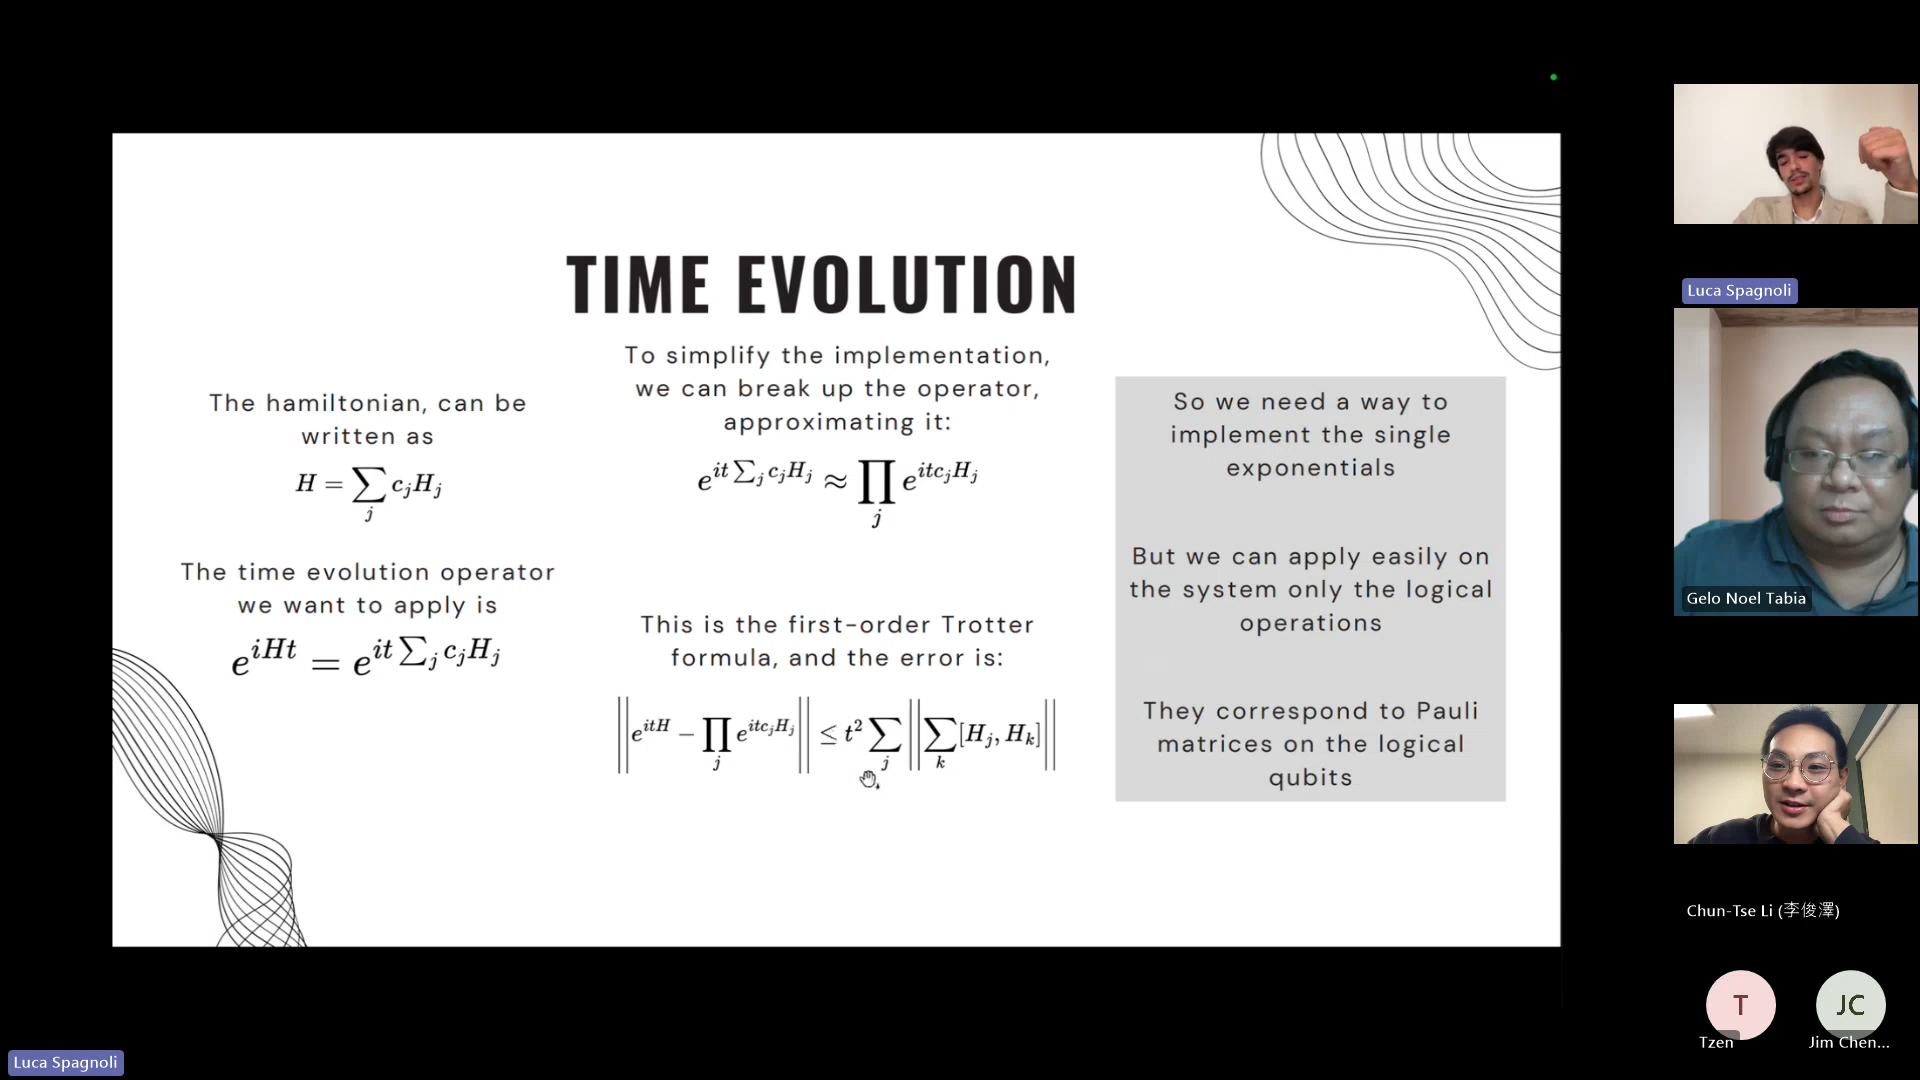 TIME EVOLUTION
The hamiltonian, can be
written as
H = ∑_j c_j H_j
The time evolution operator
we want to apply is
e^{iHt} = e^{it ∑_j c_j H_j}
To simplify the implementation,
we can break up the operator,
approximating it:
e^{it ∑_j c_j H_j} ≈ ∏_j e^{itc_j H_j}
This is the first-order Trotter
formula, and the error is:
|| e^{itH} − ∏_j e^{itc_j H_j} || ≤ t² ∑_j || ∑_k [H_j, H_k] ||
So we need a way to
implement the single
exponentials
But we can apply easily on
the system only the logical
operations
They correspond to Pauli
matrices on the logical
qubits
Luca Spagnoli
Gelo Noel Tabia
Chun-Tse Li (李俊澤)
T
JC
Tzen
Jim Chen...
Luca Spagnoli